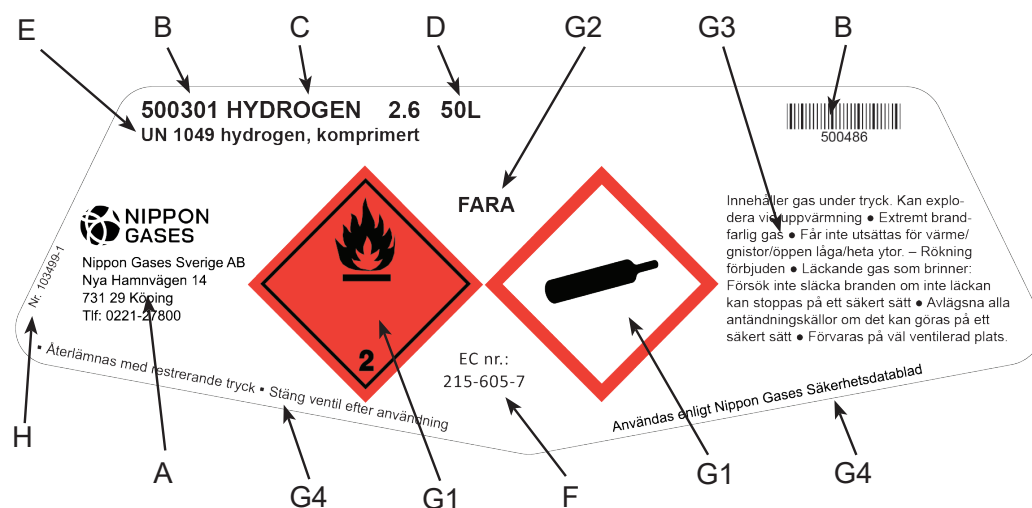 E
B
C
D
G2
G3
B
500301 HYDROGEN 2.6 50L
UN 1049 hydrogen, komprimert
500486
FARA
NIPPON
GASES
Nippon Gases Sverige AB
Nya Hamnvägen 14
731 29 Köping
Tlf: 0221-27800
Nr. 103499-1
2
EC nr.:
215-605-7
Innehåller gas under tryck. Kan explo-
dera vid uppvärmning ● Extremt brand-
farlig gas ● Får inte utsättas för värme/
gnistor/öppen låga/heta ytor. – Rökning
förbjuden ● Läckande gas som brinner:
Försök inte släcka branden om inte läckan
kan stoppas på ett säkert sätt ● Avlägsna alla
antändningskällor om det kan göras på ett
säkert sätt ● Förvaras på väl ventilerad plats.
▪ Återlämnas med restrerande tryck ▪ Stäng ventil efter användning
Användas enligt Nippon Gases Säkerhetsdatablad
H
A
G4
G1
F
G1
G4